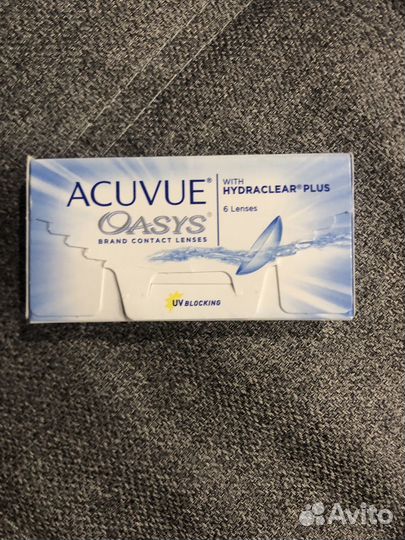 ACUVUE®
OASYS®
BRAND CONTACT LENSES
WITH
HYDRACLEAR® PLUS
6 Lenses
UV BLOCKING
Avito